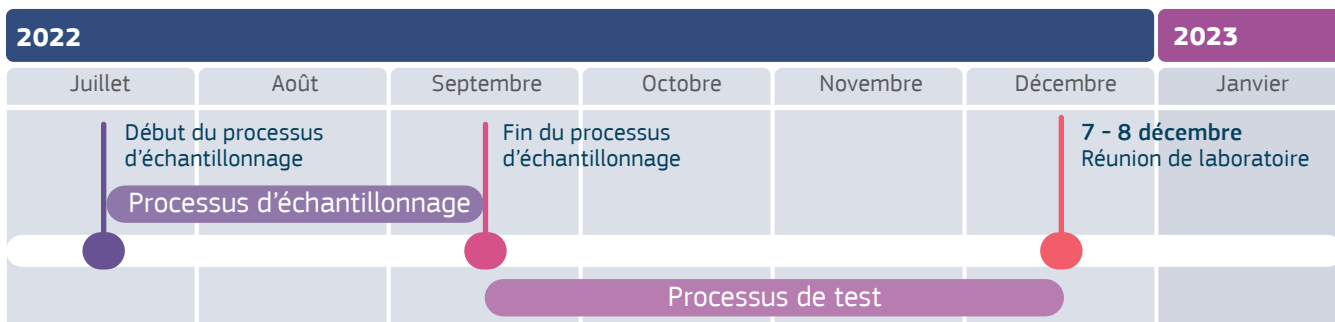 2022
2023
Juillet
Août
Septembre
Octobre
Novembre
Décembre
Janvier
Début du processus
d'échantillonnage
Fin du processus
d'échantillonnage
7 - 8 décembre
Réunion de laboratoire
Processus d'échantillonnage
Processus de test